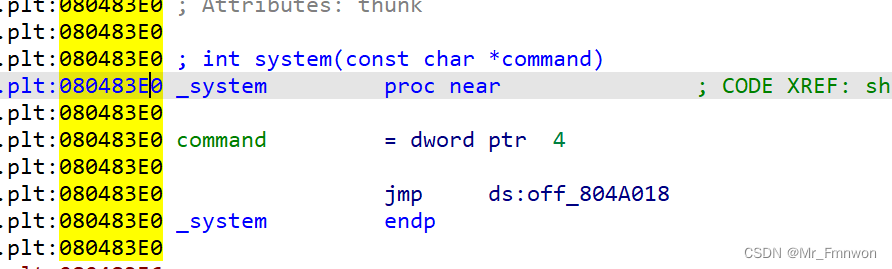 .plt:080483E0 ; Attributes: thunk
.plt:080483E0
.plt:080483E0 ; int system(const char *command)
.plt:080483E0 _system proc near ; CODE XREF: sh
.plt:080483E0
.plt:080483E0 command = dword ptr 4
.plt:080483E0
.plt:080483E0 jmp ds:off_804A018
.plt:080483E0 _system endp
.plt:080483E0
CSDN @Mr_Fmnwon